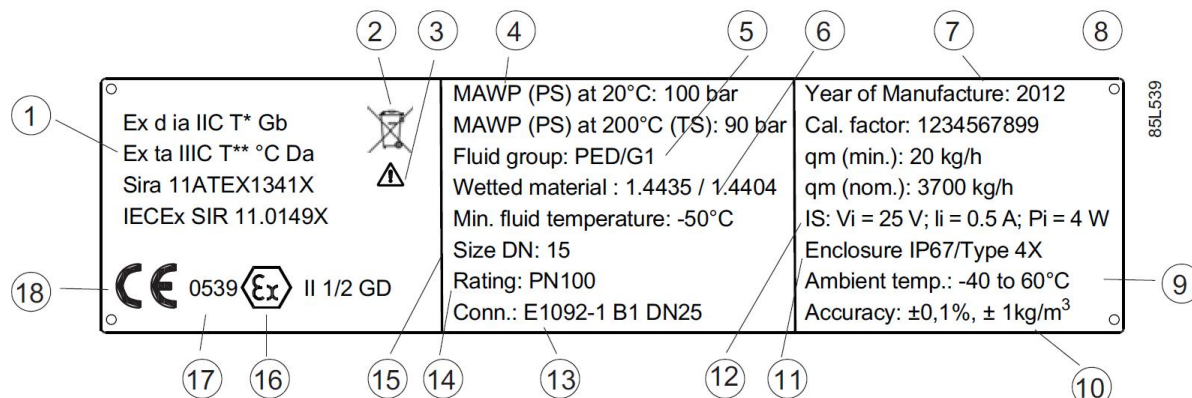 2
3
4
5
6
7
8
1
Ex d ia IIC T* Gb
Ex ta IIIC T** °C Da
Sira 11ATEX1341X
IECEx SIR 11.0149X
CE 0539 Ex II 1/2 GD
MAWP (PS) at 20°C: 100 bar
MAWP (PS) at 200°C (TS): 90 bar
Fluid group: PED/G1
Wetted material : 1.4435 / 1.4404
Min. fluid temperature: -50°C
Size DN: 15
Rating: PN100
Conn.: E1092-1 B1 DN25
Year of Manufacture: 2012
Cal. factor: 1234567899
qm (min.): 20 kg/h
qm (nom.): 3700 kg/h
IS: Vi = 25 V; Ii = 0.5 A; Pi = 4 W
Enclosure IP67/Type 4X
Ambient temp.: -40 to 60°C
Accuracy: ±0,1%, ± 1kg/m³
85L539
9
18
17
16
15
14
13
12
11
10